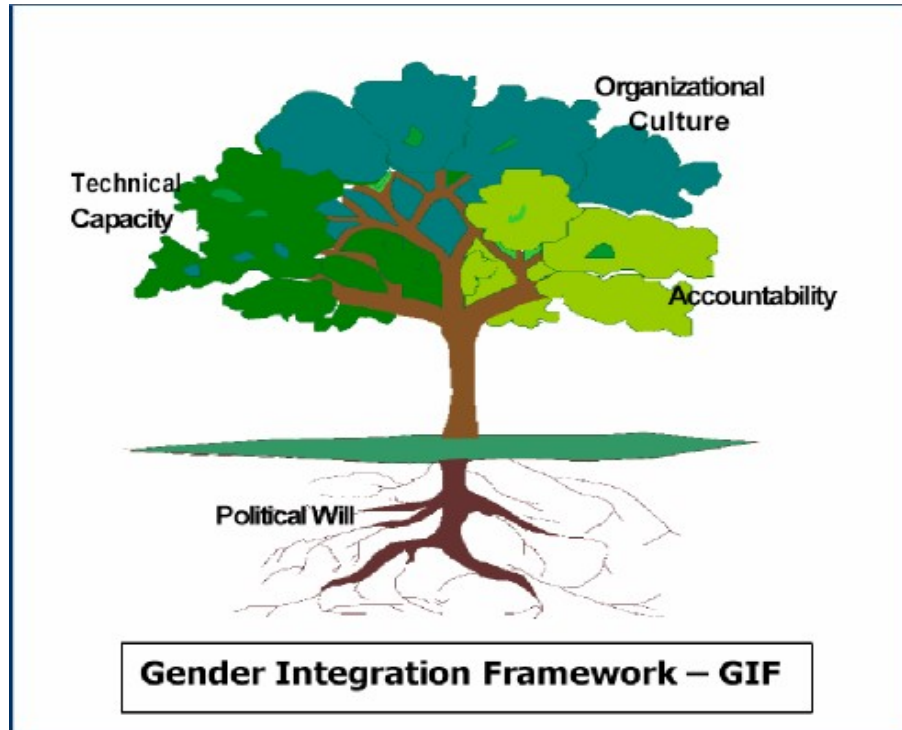 Organizational
Culture
Technical
Capacity
Accountability
Political Will
Gender Integration Framework – GIF